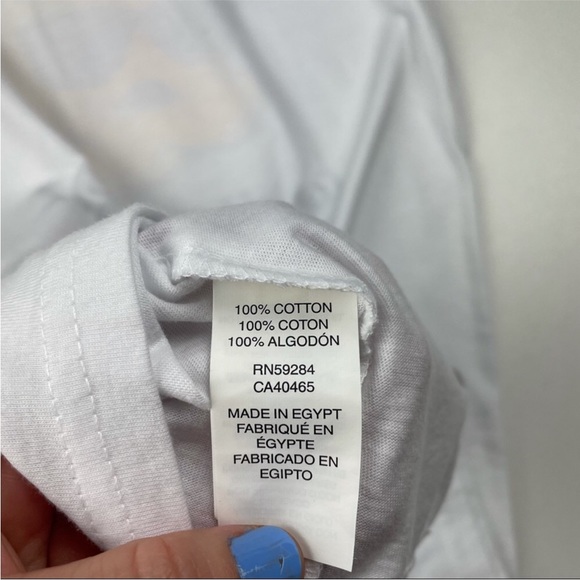 100% COTTON
100% COTON
100% ALGODÓN
RN59284
CA40465
MADE IN EGYPT
FABRIQUÉ EN
ÉGYPTE
FABRICADO EN
EGIPTO